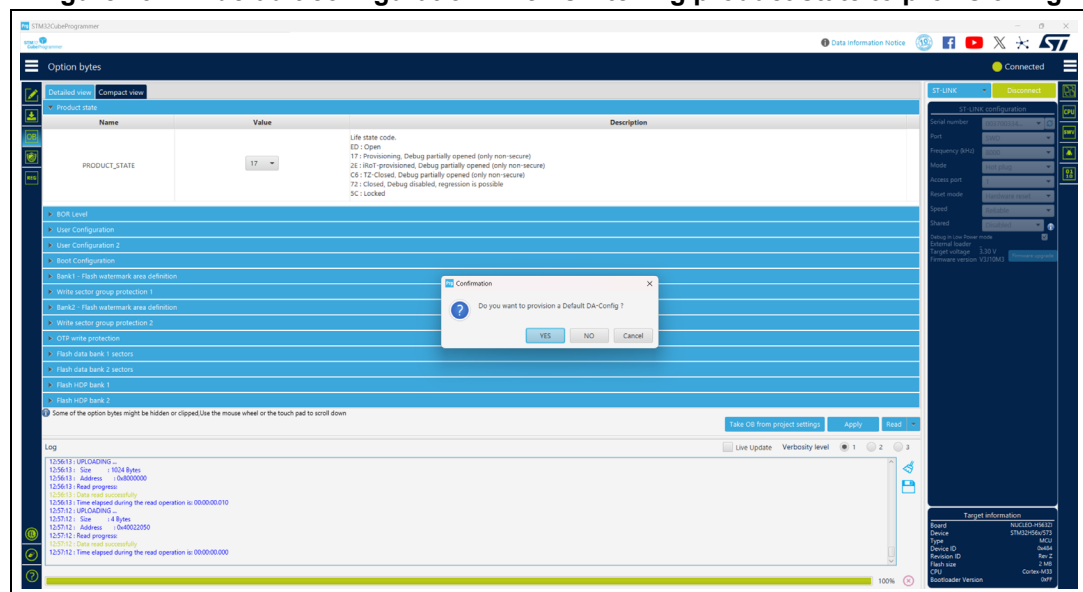 STM32CubeProgrammer
Data Information Notice
Option bytes
Connected
Detailed view Compact view
Product state
Name Value Description
PRODUCT_STATE
17
Life state code.
ED : Open
17 : Provisioning, Debug partially opened (only non-secure)
2E : iRoT-provisioned, Debug partially opened (only non-secure)
C6 : TZ-Closed, Debug partially opened (only non-secure)
72 : Closed, Debug disabled, regression is possible
5C : Locked
BOR Level
User Configuration
User Configuration 2
Boot Configuration
Bank1 - Flash watermark area definition
Write sector group protection 1
Bank2 - Flash watermark area definition
Write sector group protection 2
OTP write protection
Flash data bank 1 sectors
Flash data bank 2 sectors
Flash HDP bank 1
Flash HDP bank 2
Some of the option bytes might be hidden or clipped,Use the mouse wheel or the touch pad to scroll down
Take OB from project settings Apply Read
Confirmation
Do you want to provision a Default DA-Config ?
YES NO Cancel
Log
Live Update Verbosity level 1 2 3
12:56:13 : UPLOADING ...
12:56:13 : Size : 1024 Bytes
12:56:13 : Address : 0x8000000
12:56:13 : Read progress:
12:56:13 : Data read successfully
12:56:13 : Time elapsed during the read operation is: 00:00:00.010
12:57:12 : UPLOADING ...
12:57:12 : Size : 4 Bytes
12:57:12 : Address : 0x40022050
12:57:12 : Read progress:
12:57:12 : Data read successfully
12:57:12 : Time elapsed during the read operation is: 00:00:00.000
100%
ST-LINK Disconnect
ST-LINK configuration
Serial number
Port SWD
Frequency (kHz) 8000
Mode Hot plug
Access port 1
Reset mode Hardware reset
Speed Reliable
Shared Disabled
Debug in Low Power mode
External loader
Target voltage 3.30 V
Firmware version V3J10M3 Firmware upgrade
Target information
Board NUCLEO-H563ZI
Device STM32H56x/573
Type MCU
Device ID 0x484
Revision ID Rev Z
Flash size 2 MB
CPU Cortex-M33
Bootloader Version 0xFF